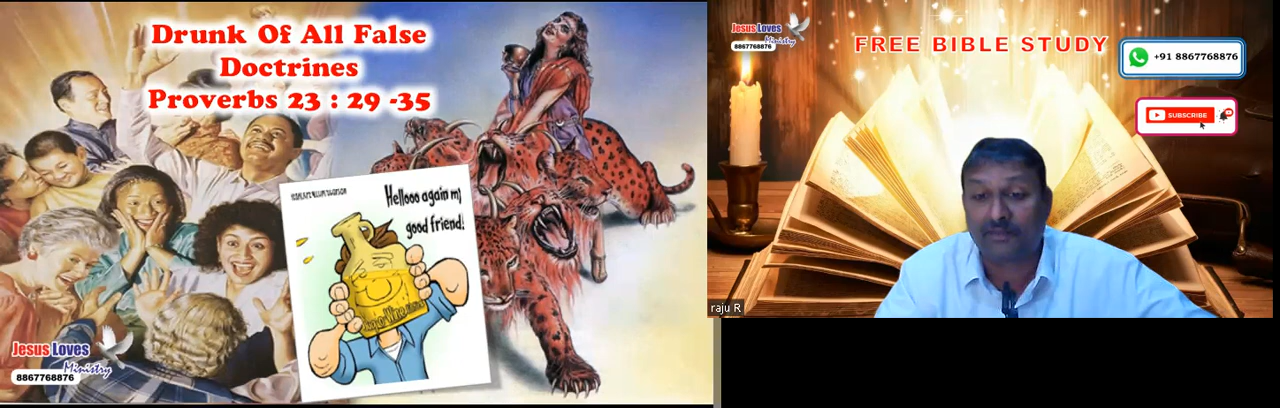 Drunk Of All False
Doctrines
Proverbs 23 : 29 -35
Hellooo again my
good friend!
Jesus Loves
Ministry
8867768876
Jesus Loves
Ministry
8867768876
FREE BIBLE STUDY
+91 8867768876
SUBSCRIBE
raju R